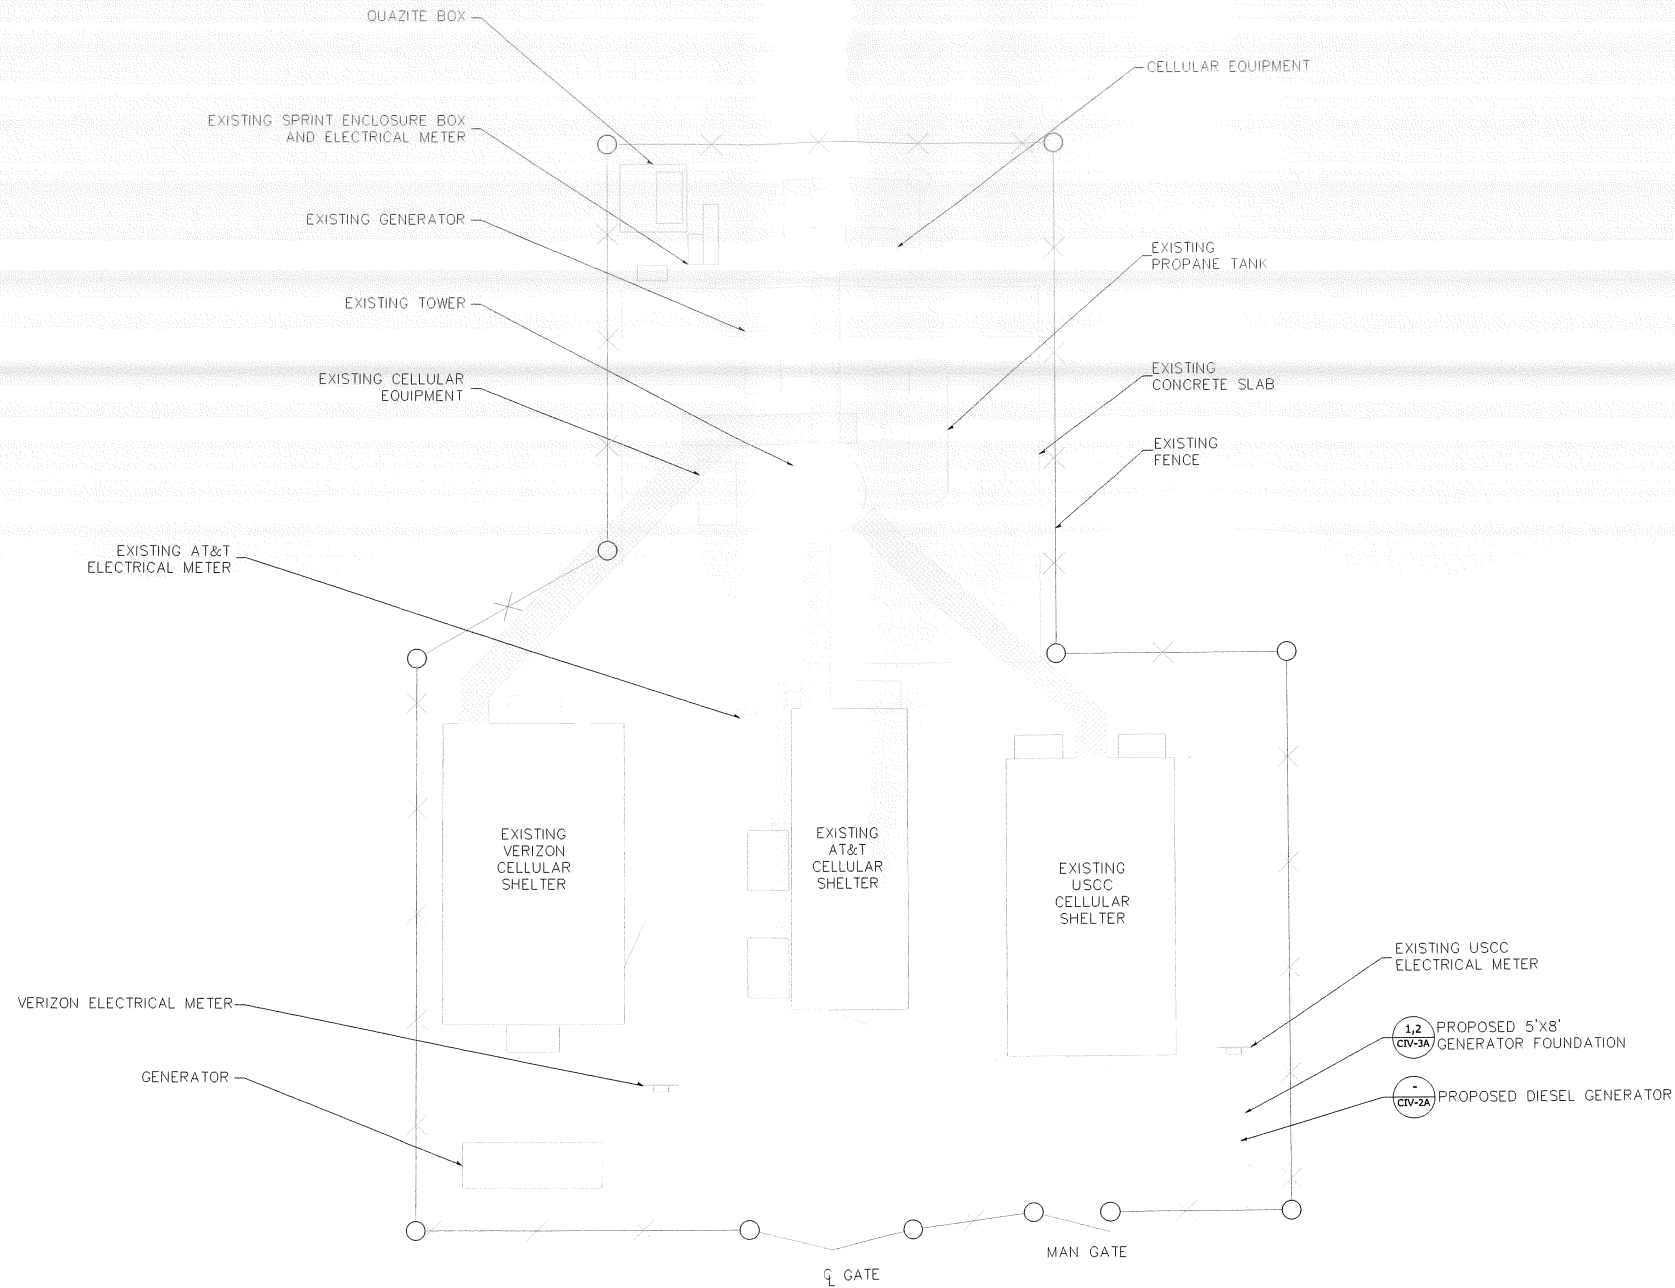 QUAZITE BOX
CELLULAR EQUIPMENT
EXISTING SPRINT ENCLOSURE BOX
AND ELECTRICAL METER
EXISTING GENERATOR
EXISTING
PROPANE TANK
EXISTING TOWER
EXISTING CELLULAR
EQUIPMENT
EXISTING
CONCRETE SLAB
EXISTING
FENCE
EXISTING AT&T
ELECTRICAL METER
EXISTING
VERIZON
CELLULAR
SHELTER
EXISTING
AT&T
CELLULAR
SHELTER
EXISTING
USCC
CELLULAR
SHELTER
EXISTING USCC
ELECTRICAL METER
VERIZON ELECTRICAL METER
1,2
CIV-3A
PROPOSED 5'X8'
GENERATOR FOUNDATION
GENERATOR
-
CIV-2A
PROPOSED DIESEL GENERATOR
MAN GATE
℄ GATE